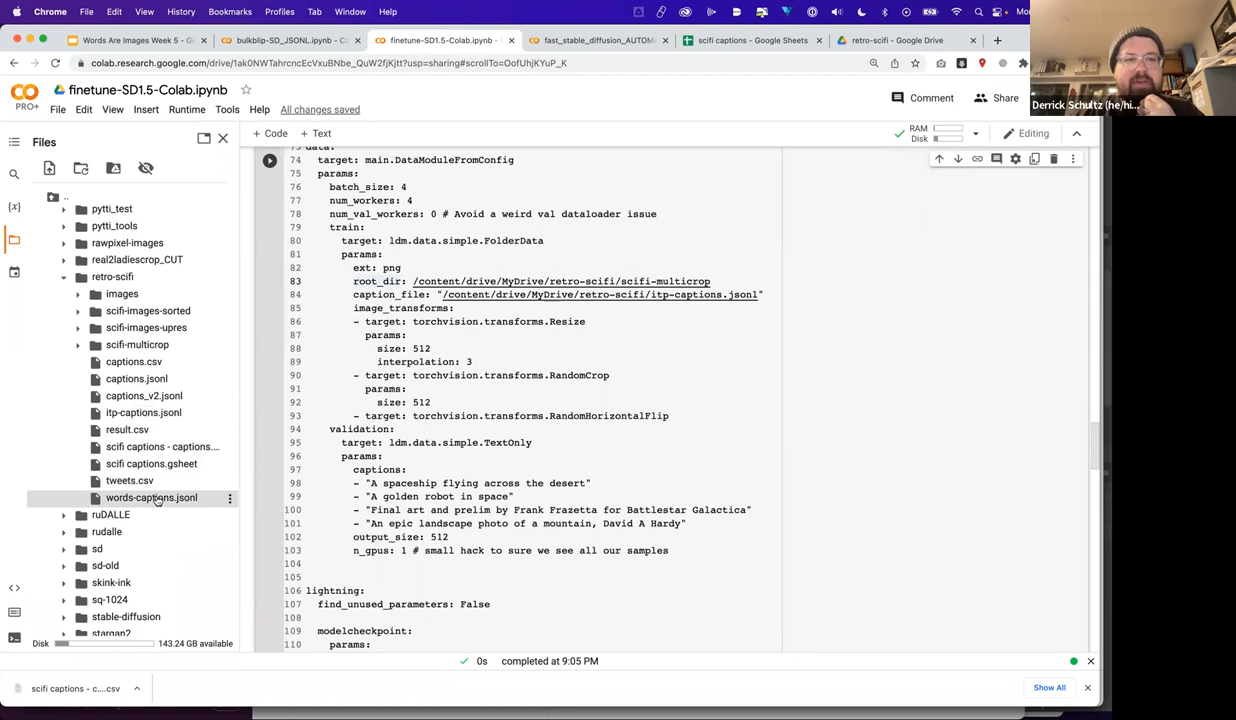 Chrome File Edit View History Bookmarks Profiles Tab Window Help
Words Are Images Week 5 - G
bulkblip-SD_JSONL.ipynb - C
finetune-SD1.5-Colab.ipynb -
fast_stable_diffusion_AUTOMA
scifi captions - Google Sheets
retro-scifi - Google Drive
colab.research.google.com/drive/1ak0NWTahrcncEcVxuBNbe_QuW2fjKjtt?usp=sharing#scrollTo=OofUhjKYuP_K
PRO+
finetune-SD1.5-Colab.ipynb
File Edit View Insert Runtime Tools Help All changes saved
Comment Share
Derrick Schultz (he/hi...
Files
+ Code + Text
RAM
Disk
Editing
..
pytti_test
pytti_tools
rawpixel-images
real2ladiescrop_CUT
retro-scifi
images
scifi-images-sorted
scifi-images-upres
scifi-multicrop
captions.csv
captions.jsonl
captions_v2.jsonl
itp-captions.jsonl
result.csv
scifi captions - captions....
scifi captions.gsheet
tweets.csv
words-captions.jsonl
ruDALLE
rudalle
sd
sd-old
skink-ink
sq-1024
stable-diffusion
stargan2
Disk 143.24 GB available
73 data:
74 target: main.DataModuleFromConfig
75 params:
76 batch_size: 4
77 num_workers: 4
78 num_val_workers: 0 # Avoid a weird val dataloader issue
79 train:
80 target: ldm.data.simple.FolderData
81 params:
82 ext: png
83 root_dir: /content/drive/MyDrive/retro-scifi/scifi-multicrop
84 caption_file: "/content/drive/MyDrive/retro-scifi/itp-captions.jsonl"
85 image_transforms:
86 - target: torchvision.transforms.Resize
87 params:
88 size: 512
89 interpolation: 3
90 - target: torchvision.transforms.RandomCrop
91 params:
92 size: 512
93 - target: torchvision.transforms.RandomHorizontalFlip
94 validation:
95 target: ldm.data.simple.TextOnly
96 params:
97 captions:
98 - "A spaceship flying across the desert"
99 - "A golden robot in space"
100 - "Final art and prelim by Frank Frazetta for Battlestar Galactica"
101 - "An epic landscape photo of a mountain, David A Hardy"
102 output_size: 512
103 n_gpus: 1 # small hack to sure we see all our samples
104
105
106 lightning:
107 find_unused_parameters: False
108
109 modelcheckpoint:
110 params:
0s completed at 9:05 PM
scifi captions - c....csv
Show All